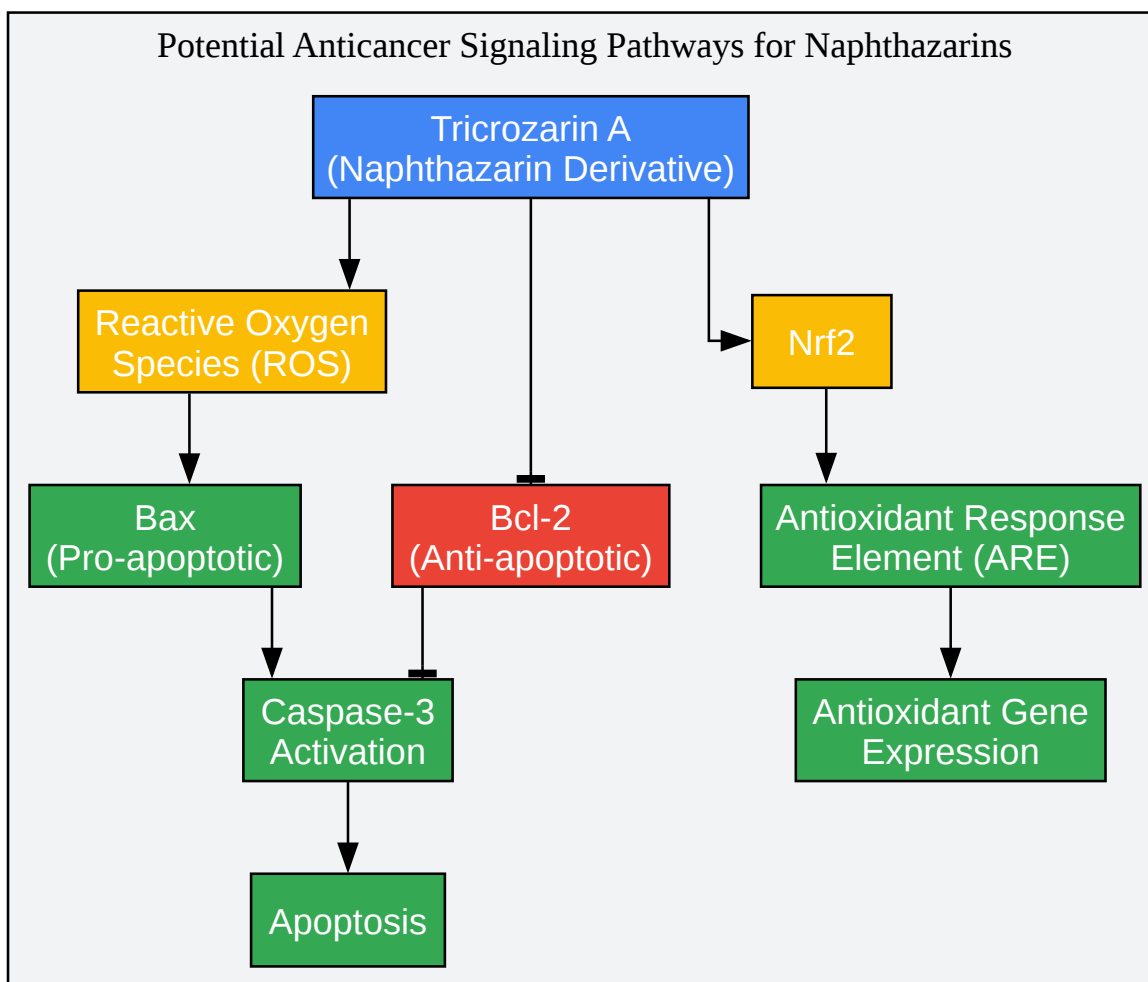 Potential Anticancer Signaling Pathways for Naphthazarins
Tricrozarin A
(Naphthazarin Derivative)
Reactive Oxygen
Species (ROS)
Nrf2
Bax
(Pro-apoptotic)
Bcl-2
(Anti-apoptotic)
Antioxidant Response
Element (ARE)
Caspase-3
Activation
Antioxidant Gene
Expression
Apoptosis